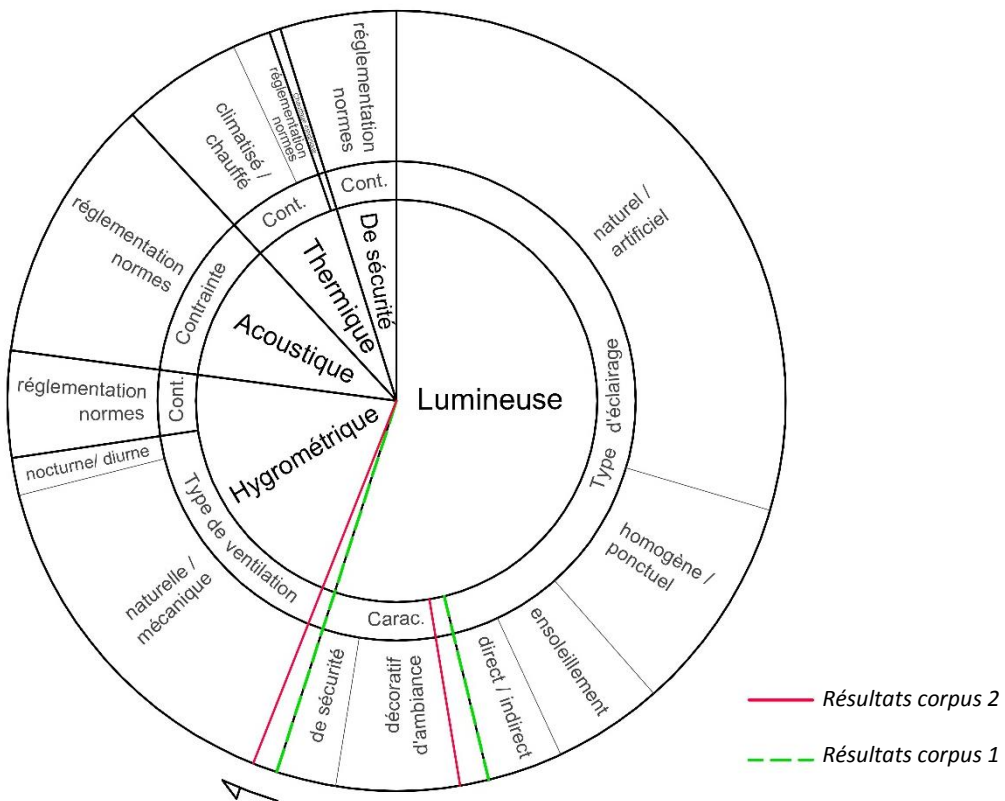 réglementation
normes
réglementation
normes
climatisé /
chauffé
réglementation
normes
naturel /
artificiel
Cont.
Cont.
De sécurité
Thermique
Contrainte
Acoustique
Lumineuse
Type d'éclairage
réglementation
normes
Cont.
nocturne/ diurne
Hygrométrique
Type de ventilation
naturelle /
mécanique
Carac.
de sécurité
décoratif
d'ambiance
direct / indirect
ensoleillement
homogène /
ponctuel
Résultats corpus 2
Résultats corpus 1